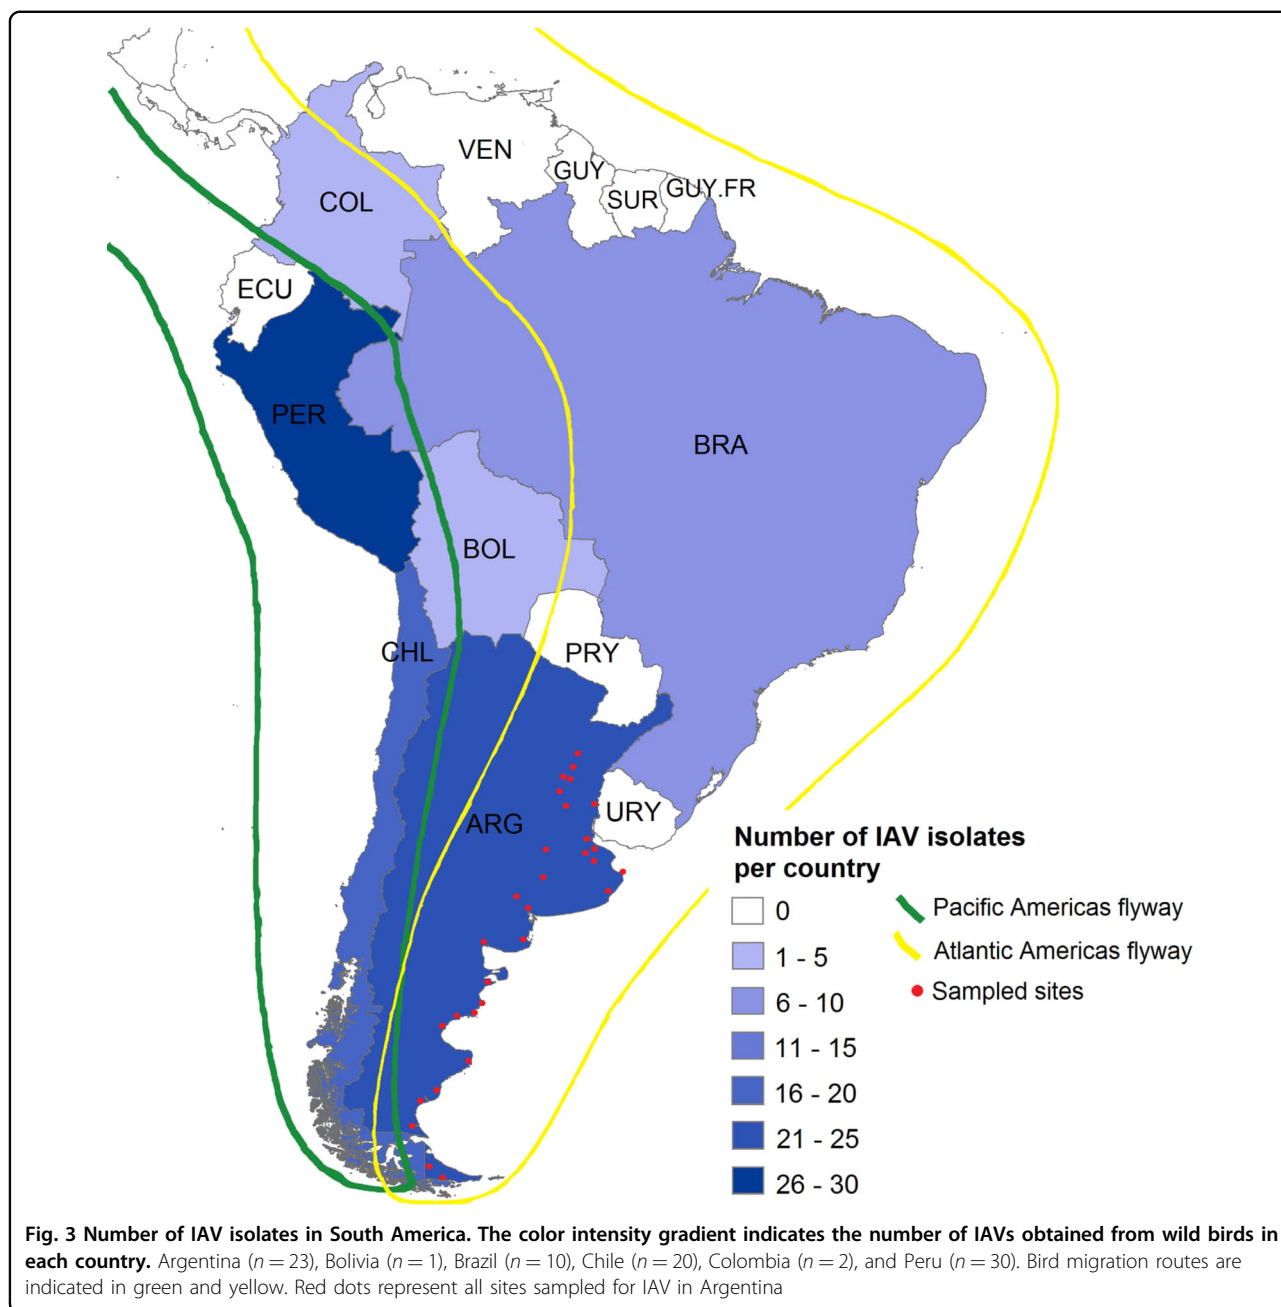 VEN
GUY
SUR
GUY.FR
COL
ECU
PER
BRA
BOL
CHL
PRY
ARG
URY
Number of IAV isolates
per country
0
1 - 5
6 - 10
11 - 15
16 - 20
21 - 25
26 - 30
Pacific Americas flyway
Atlantic Americas flyway
Sampled sites
Fig. 3 Number of IAV isolates in South America. The color intensity gradient indicates the number of IAVs obtained from wild birds in
each country. Argentina (n = 23), Bolivia (n = 1), Brazil (n = 10), Chile (n = 20), Colombia (n = 2), and Peru (n = 30). Bird migration routes are
indicated in green and yellow. Red dots represent all sites sampled for IAV in Argentina